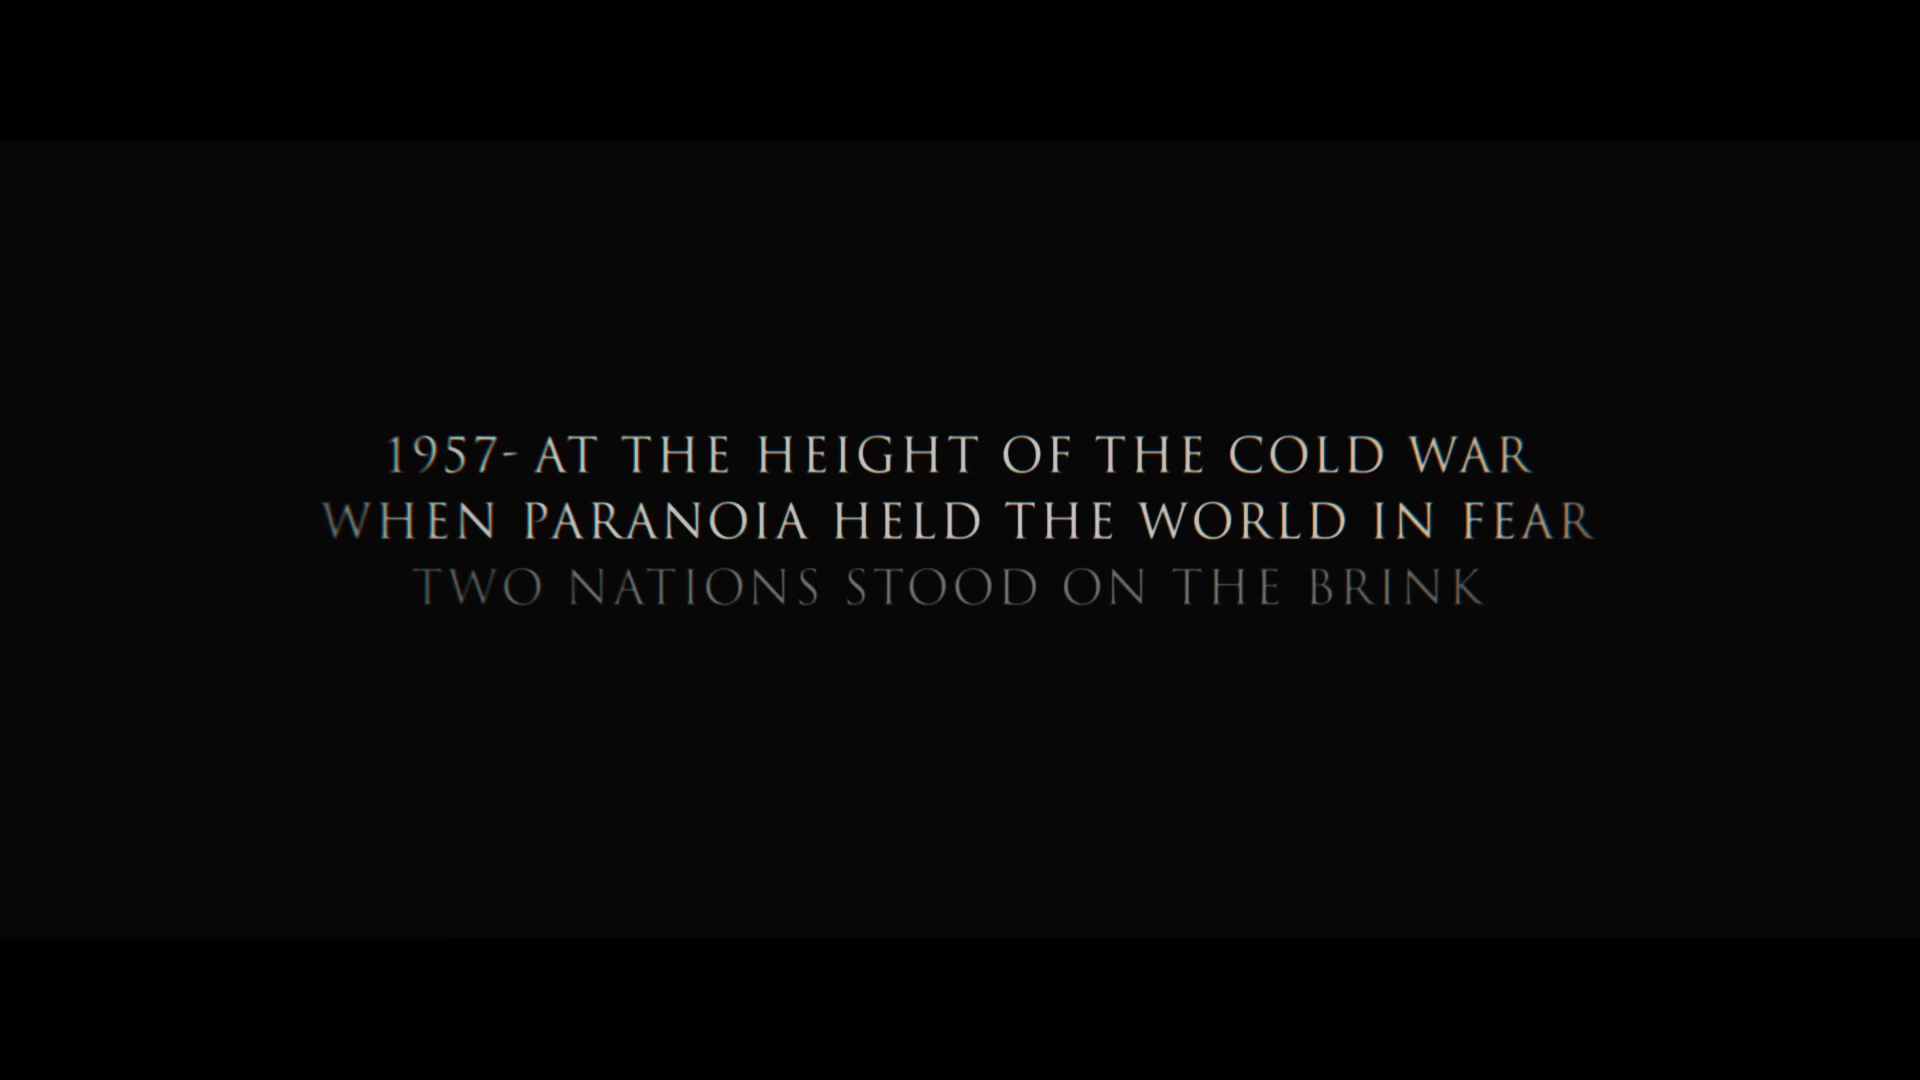 1957- AT THE HEIGHT OF THE COLD WAR
WHEN PARANOIA HELD THE WORLD IN FEAR
TWO NATIONS STOOD ON THE BRINK